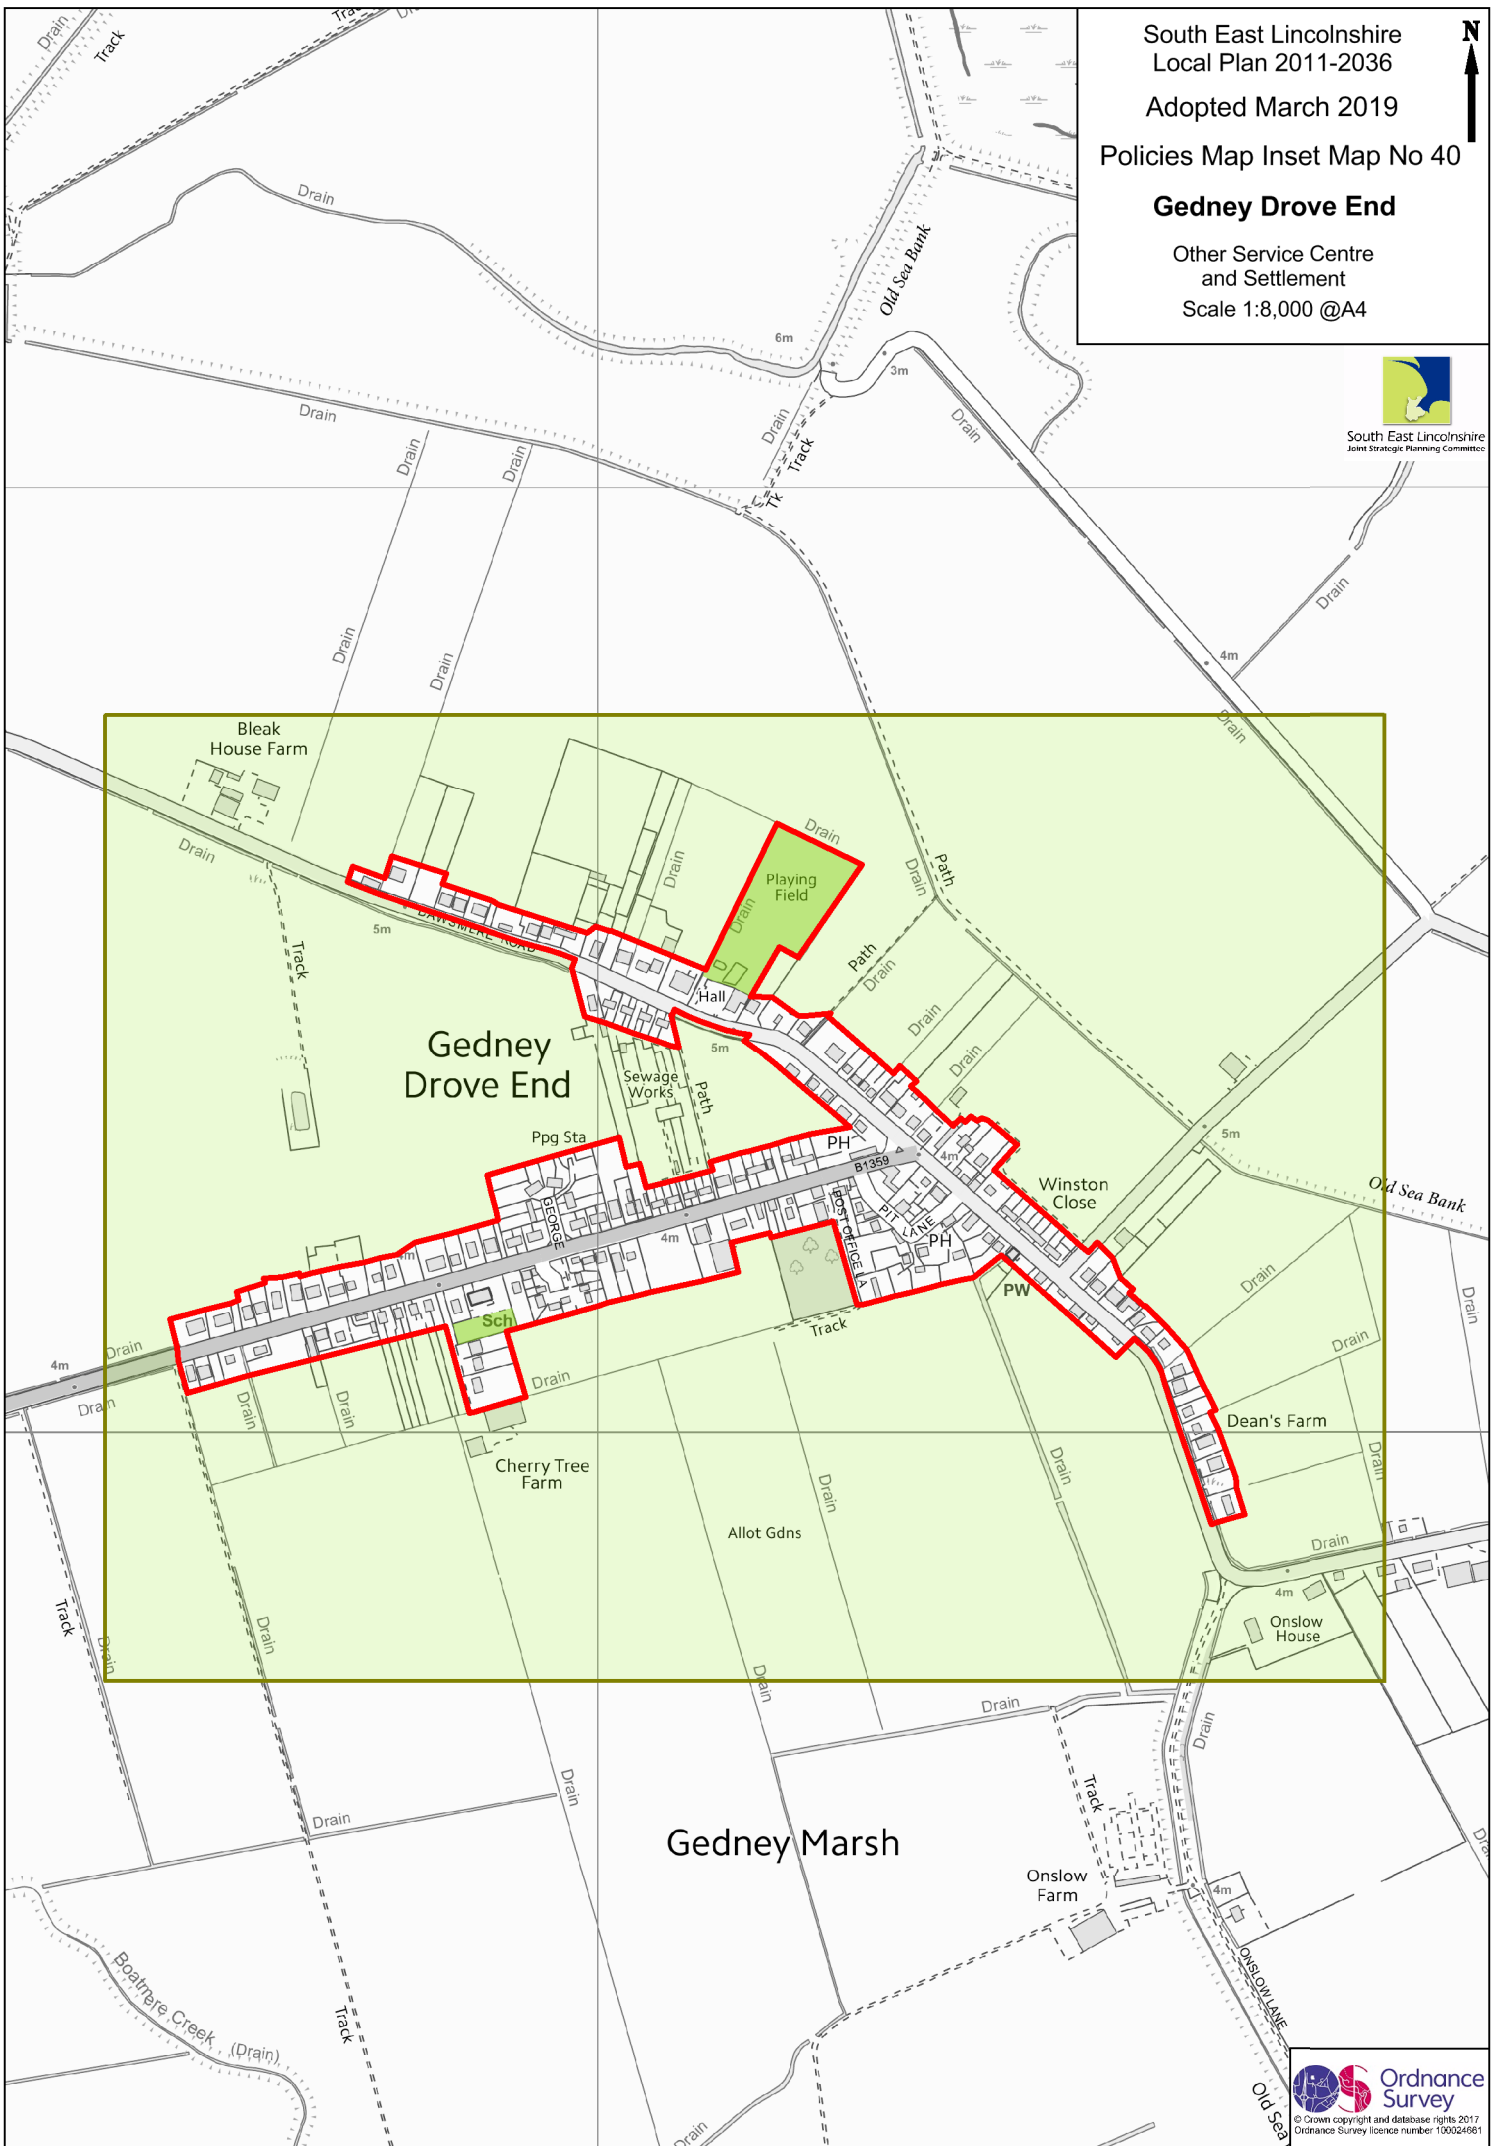 South East Lincolnshire
Local Plan 2011-2036
Adopted March 2019
Policies Map Inset Map No 40
Gedney Drove End
Other Service Centre
and Settlement
Scale 1:8,000 @A4
N
South East Lincolnshire
Joint Strategic Planning Committee
Drain
Track
Drain
Old Sea Bank
6m
3m
Drain
Drain
Drain
Drain
Drain
Track
Tk
Drain
Drain
Drain
4m
Drain
Bleak
House Farm
Drain
Drain
Playing
Field
Drain
Drain
Drain
Path
5m
DAWSMERE ROAD
Track
Path
Drain
Hall
Drain
Gedney
Drove End
5m
Sewage
Works
Path
Drain
Ppg Sta
PH
B1359
4m
5m
Winston
Close
Old Sea Bank
GEORGE
POST OFFICE LA
PIT LANE
PH
4m
Drain
PW
Sch
Track
Drain
Drain
4m
Drain
Drain
Drain
Drain
Drain
Dean's Farm
Cherry Tree
Farm
Drain
Drain
Drain
Allot Gdns
Drain
4m
Onslow
House
Track
Drain
Drain
Drain
Drain
Drain
Drain
Drain
Track
Gedney Marsh
Onslow
Farm
4m
ONSLOW LANE
Boatmere Creek
(Drain)
Track
Drain
Old Sea
Ordnance
Survey
© Crown copyright and database rights 2017
Ordnance Survey licence number 100024661